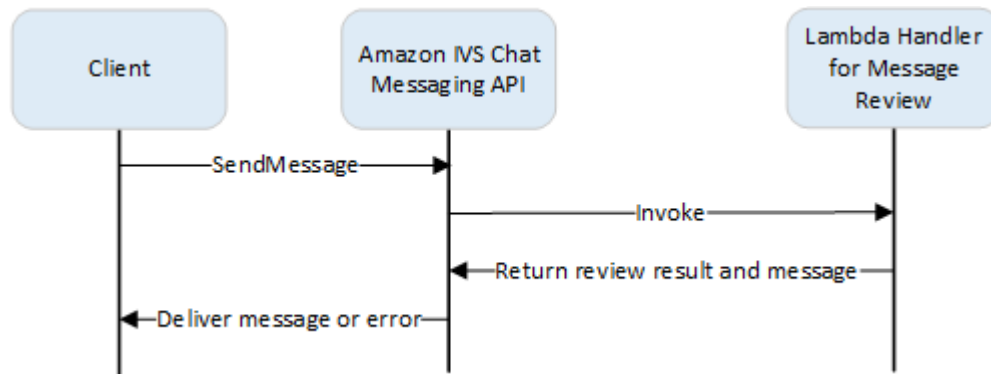 Client
Amazon IVS Chat
Messaging API
Lambda Handler
for Message
Review
SendMessage
Invoke
Return review result and message
Deliver message or error